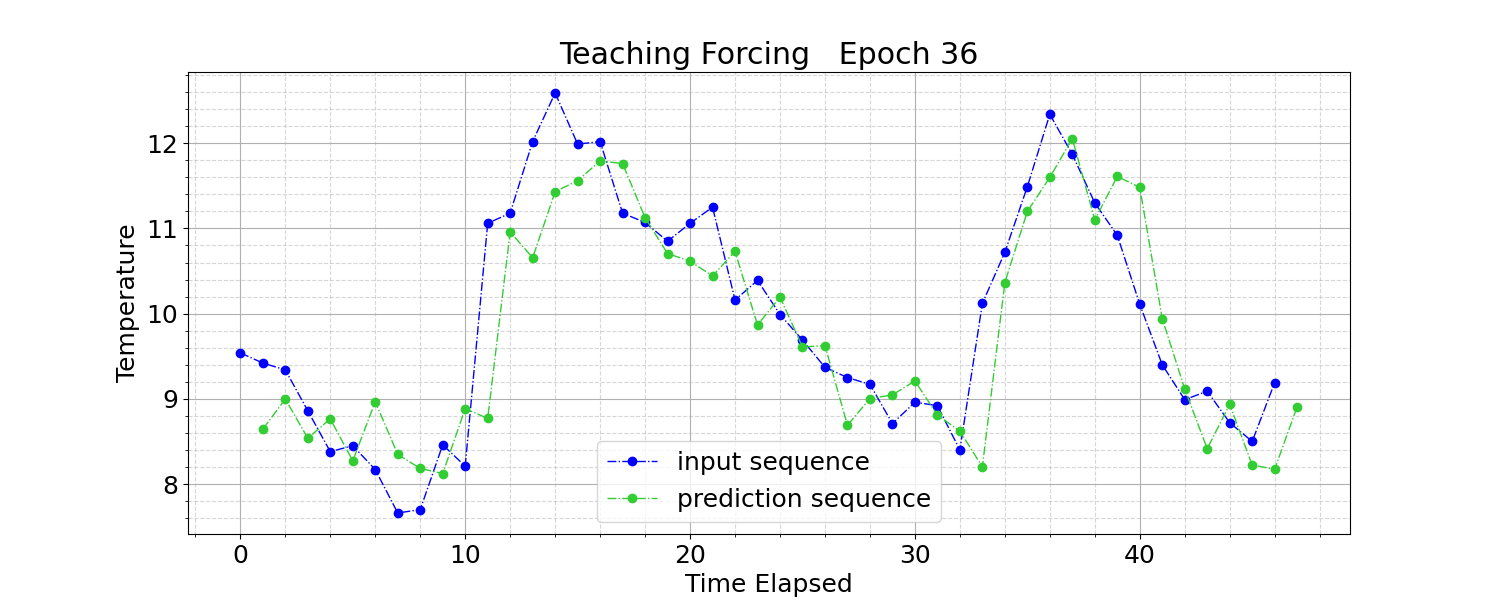 Teaching Forcing   Epoch 36
12
11
10
9
8
Temperature
input sequence
prediction sequence
0 10 20 30 40
Time Elapsed